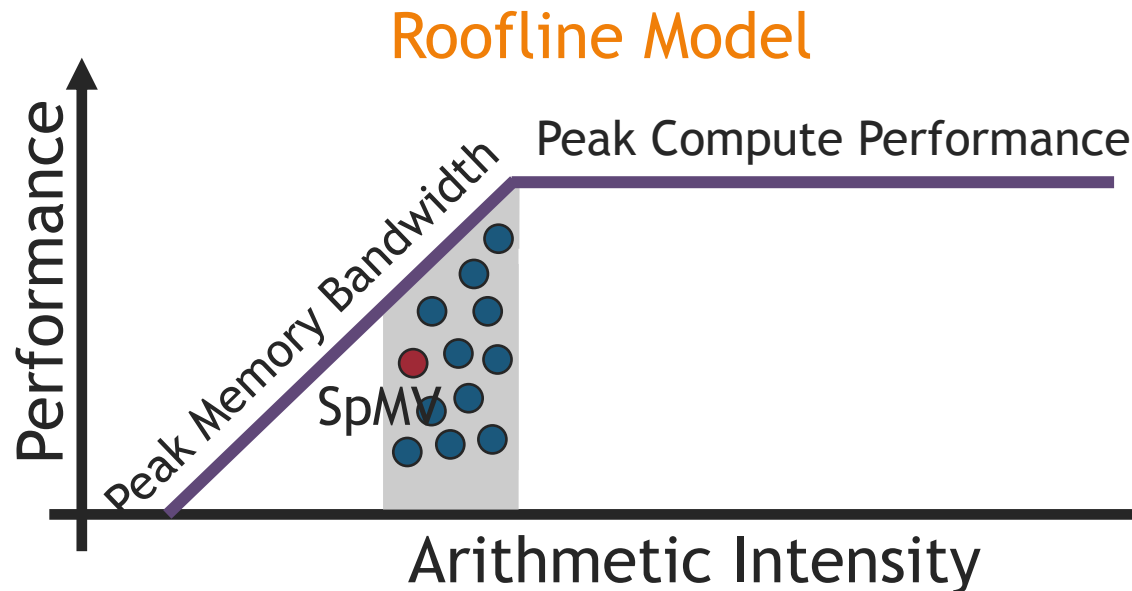 Roofline Model
Peak Compute Performance
Peak Memory Bandwidth
Performance
SpMV
Arithmetic Intensity